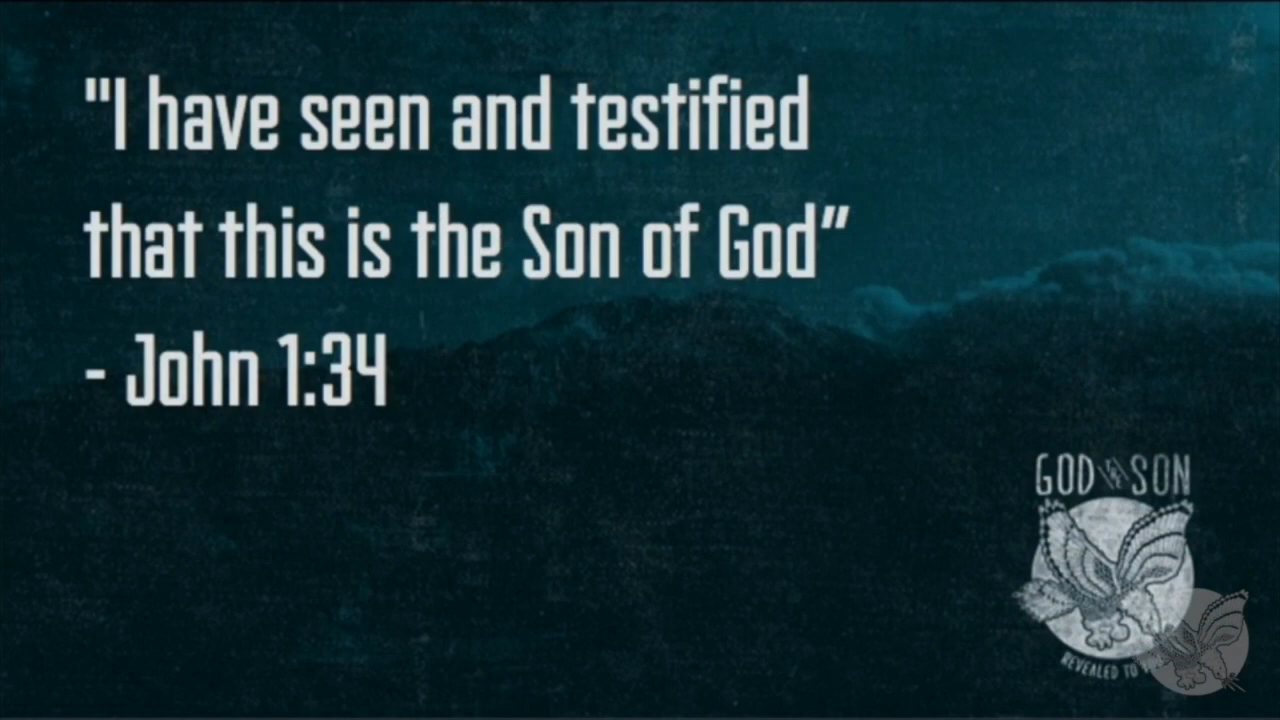 "I have seen and testified
that this is the Son of God”
- John 1:34
GOD SON
REVEALED TO